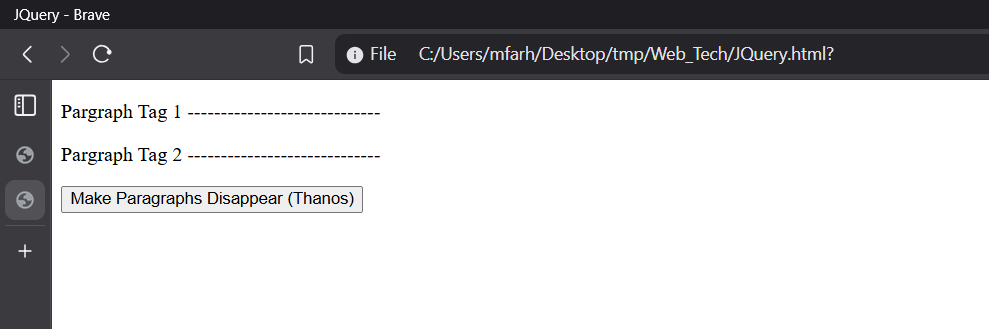 JQuery - Brave
File C:/Users/mfarh/Desktop/tmp/Web_Tech/JQuery.html?
Pargraph Tag 1 -----------------------------
Pargraph Tag 2 -----------------------------
Make Paragraphs Disappear (Thanos)